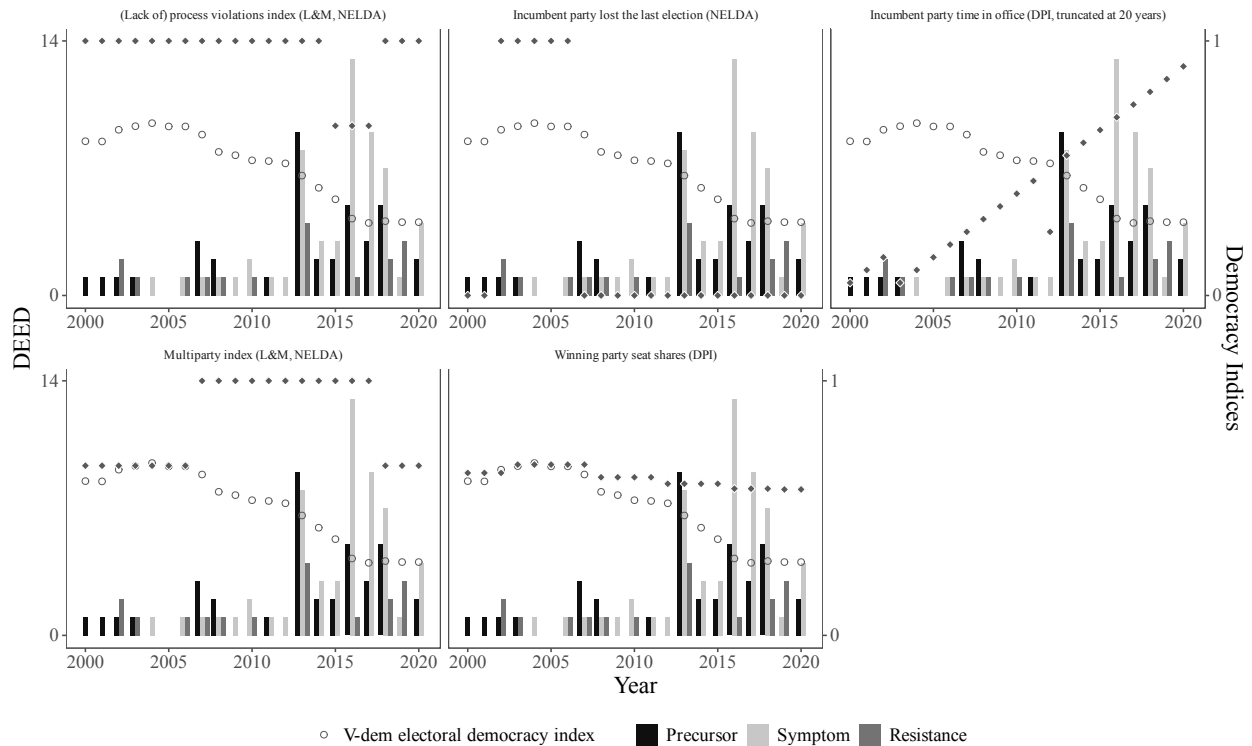 (Lack of) process violations index (L&M, NELDA)
Incumbent party lost the last election (NELDA)
Incumbent party time in office (DPI, truncated at 20 years)
14
0
1
0
2000 2005 2010 2015 2020
2000 2005 2010 2015 2020
2000 2005 2010 2015 2020
DEED
Democracy Indices
Multiparty index (L&M, NELDA)
Winning party seat shares (DPI)
14
0
1
0
2000 2005 2010 2015 2020
2000 2005 2010 2015 2020
Year
V-dem electoral democracy index
Precursor
Symptom
Resistance